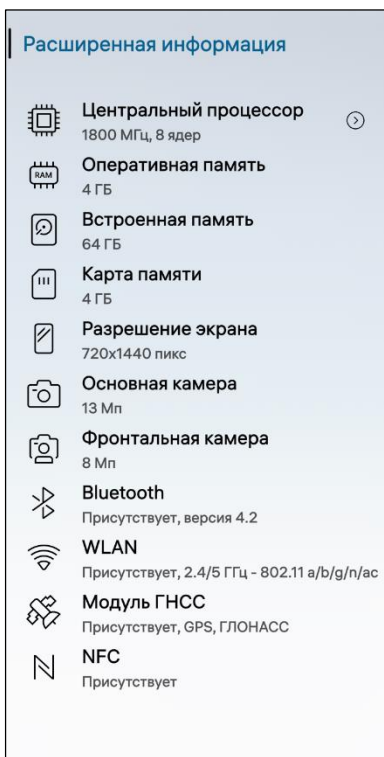 Расширенная информация
Центральный процессор
1800 МГц, 8 ядер
RAM
Оперативная память
4 ГБ
Встроенная память
64 ГБ
Карта памяти
4 ГБ
Разрешение экрана
720x1440 пикс
Основная камера
13 Мп
Фронтальная камера
8 Мп
Bluetooth
Присутствует, версия 4.2
WLAN
Присутствует, 2.4/5 ГГц - 802.11 a/b/g/n/ac
Модуль ГНСС
Присутствует, GPS, ГЛОНАСС
NFC
Присутствует